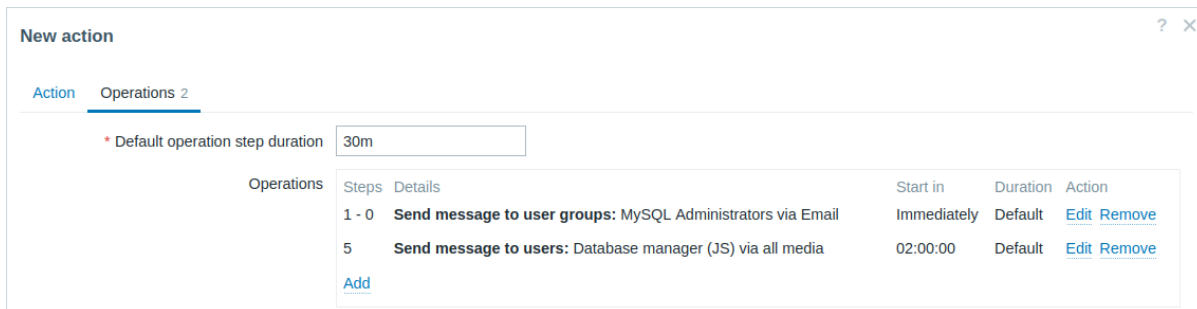 New action
? ×
Action Operations 2
* Default operation step duration 30m
Operations Steps Details Start in Duration Action
1 - 0 Send message to user groups: MySQL Administrators via Email Immediately Default Edit Remove
5 Send message to users: Database manager (JS) via all media 02:00:00 Default Edit Remove
Add